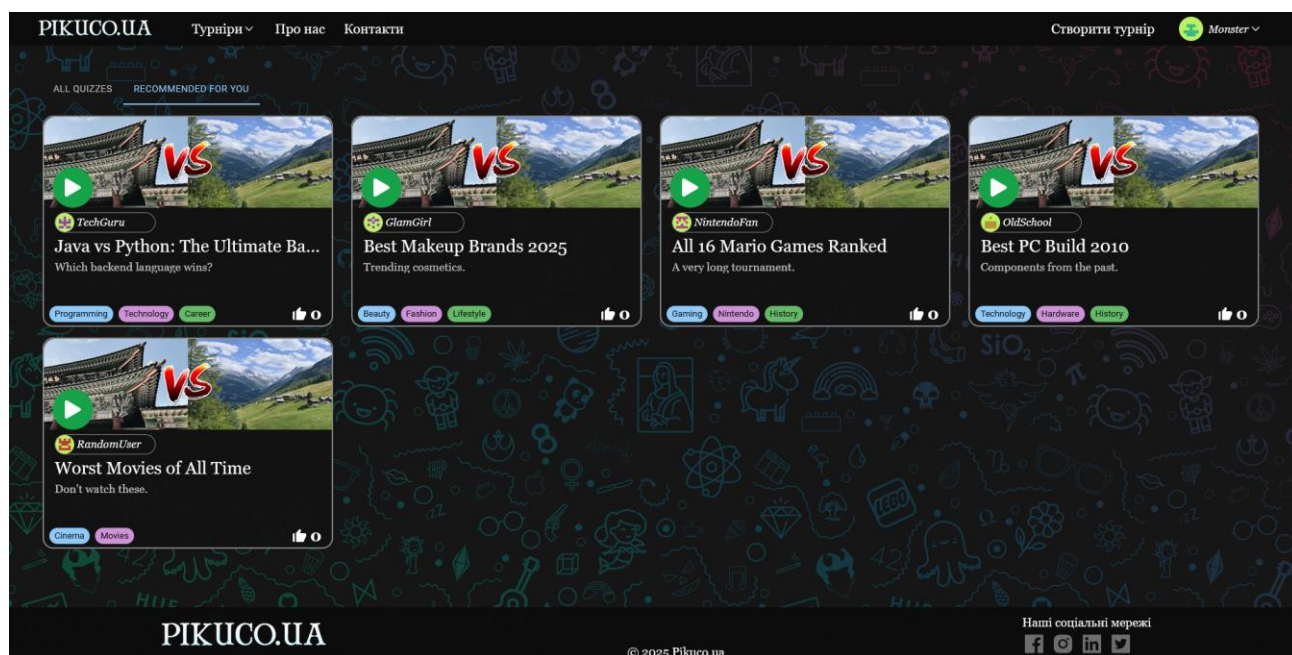 PIKUCO.UA Турніри Про нас Контакти Створити турнір Monster
ALL QUIZZES RECOMMENDED FOR YOU
VS VS VS VS
TechGuru GlamGirl NintendoFan OldSchool
Java vs Python: The Ultimate Ba... Best Makeup Brands 2025 All 16 Mario Games Ranked Best PC Build 2010
Which backend language wins? Trending cosmetics. A very long tournament. Components from the past.
Programming Technology Career 0 Beauty Fashion Lifestyle 0 Gaming Nintendo History 0 Technology Hardware History 0
SiO2
VS
RandomUser
Worst Movies of All Time
Don't watch these.
LEGO
Cinema Movies 0
42
PIKUCO.UA
© 2025 Pikuco.ua
Наші соціальні мережі